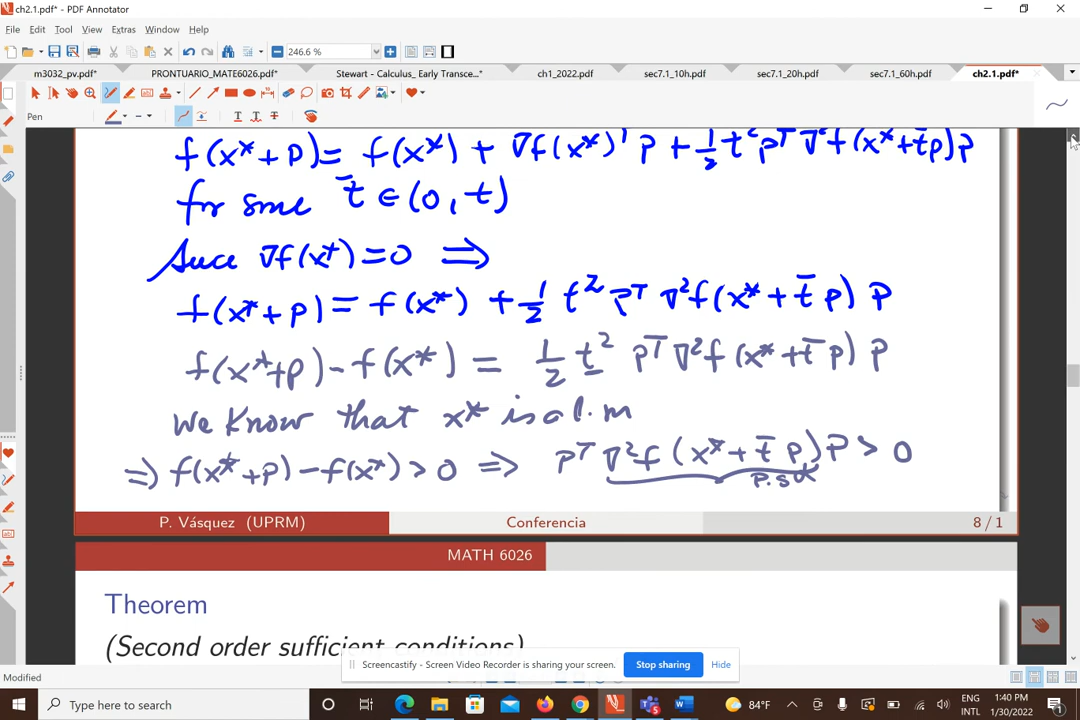 ch2.1.pdf* - PDF Annotator
File Edit Tool View Extras Window Help
246.6 %
m3032_pv.pdf* PRONTUARIO_MATE6026.pdf* Stewart - Calculus_ Early Transce..." ch1_2022.pdf sec7.1_10h.pdf sec7.1_20h.pdf sec7.1_60h.pdf ch2.1.pdf*
Pen
f(x*+p) = f(x*) + ∇f(x*)ᵀ p + 1/2 t² pᵀ ∇²f(x*+t̄p)p
for some t̄ ∈ (0, t)
Since ∇f(x*) = 0 ⇒
f(x*+p) = f(x*) + 1/2 t² pᵀ ∇²f(x*+t̄ p) p
f(x*+p) - f(x*) = 1/2 t² pᵀ ∇²f(x*+t̄ p) p
We know that x* is a l. m
⇒ f(x*+p) - f(x*) > 0 ⇒ pᵀ ∇²f(x*+t̄ p) p > 0
P. Vásquez (UPRM) Conferencia 8 / 1
MATH 6026
Theorem
(Second order sufficient conditions)
Screencastify - Screen Video Recorder is sharing your screen. Stop sharing Hide
Modified
Type here to search 84°F ENG INTL 1:40 PM 1/30/2022